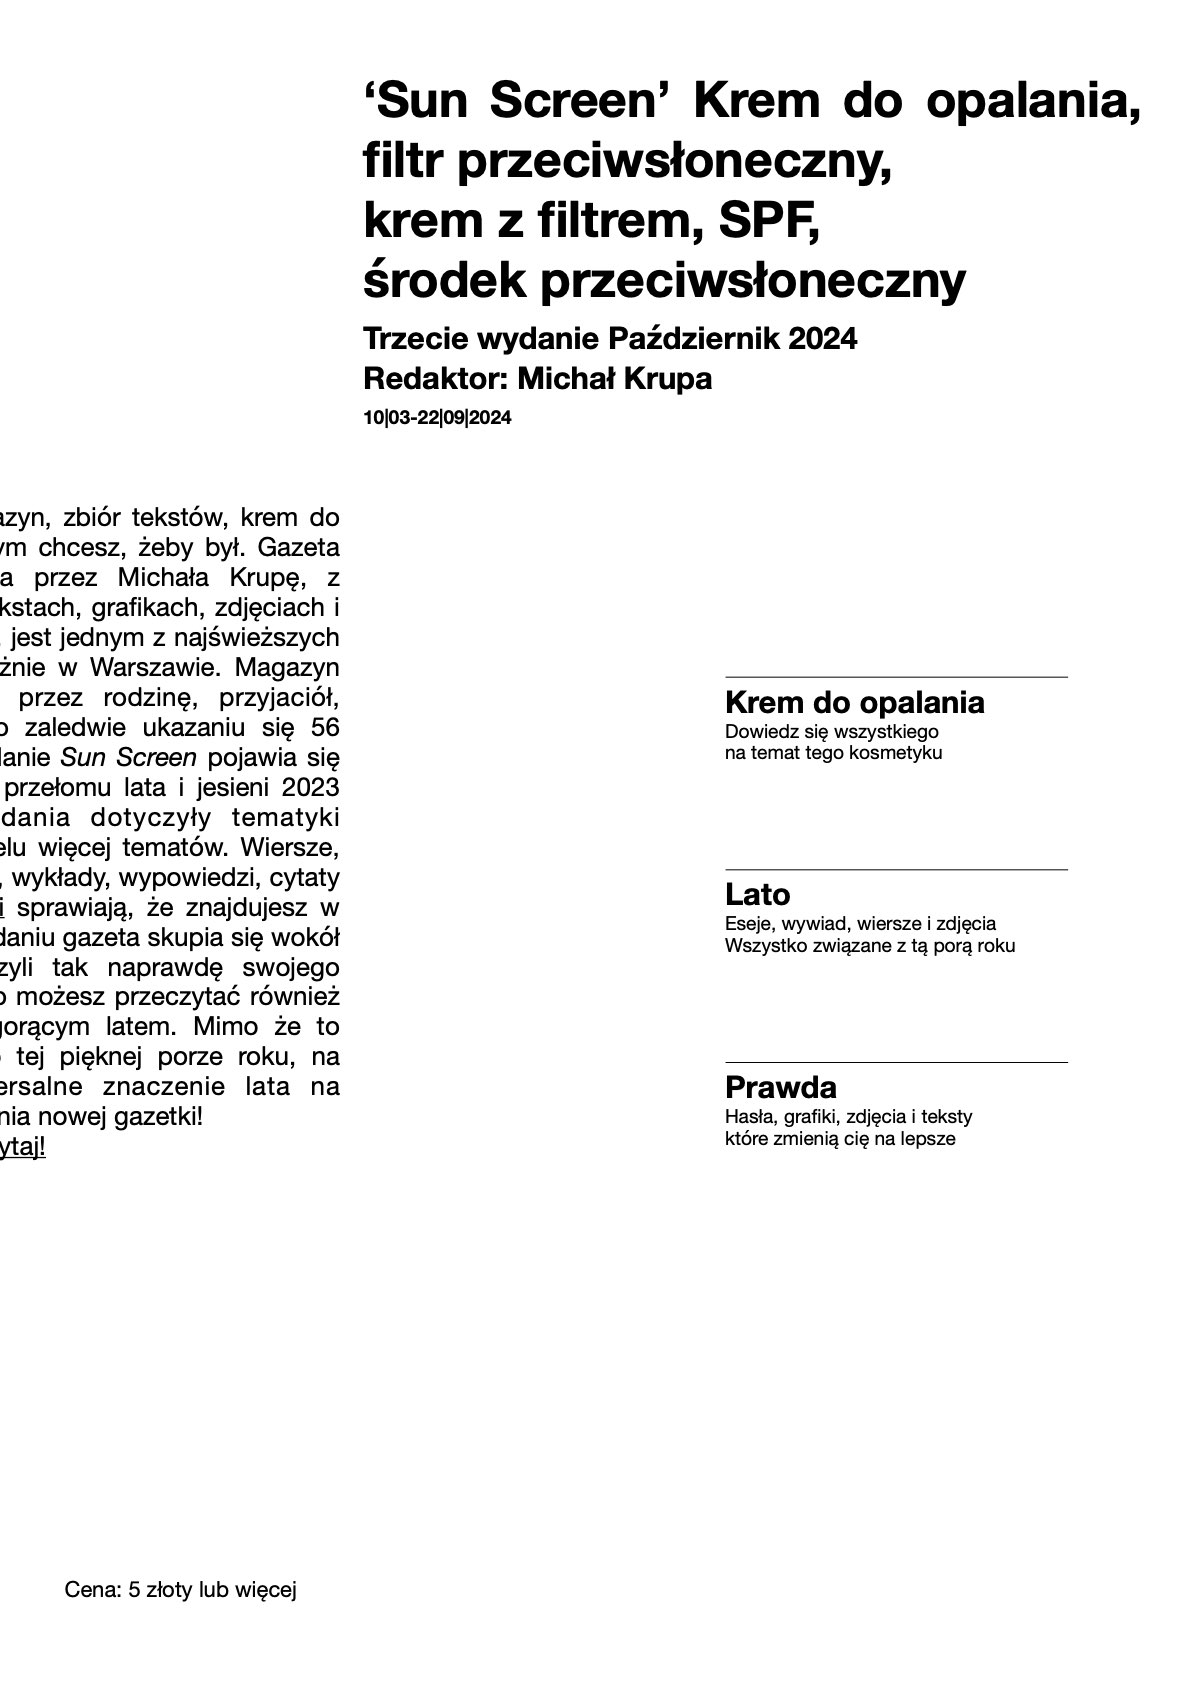 ‘Sun Screen’ Krem do opalania,
filtr przeciwsłoneczny,
krem z filtrem, SPF,
środek przeciwsłoneczny
Trzecie wydanie Październik 2024
Redaktor: Michał Krupa
10|03-22|09|2024
azyn, zbiór tekstów, krem do
ym chcesz, żeby był. Gazeta
a przez Michała Krupę, z
kstach, grafikach, zdjęciach i
jest jednym z najświeższych
źnie w Warszawie. Magazyn
przez rodzinę, przyjaciół,
o zaledwie ukazaniu się 56
danie Sun Screen pojawia się
przełomu lata i jesieni 2023
dania dotyczyły tematyki
elu więcej tematów. Wiersze,
, wykłady, wypowiedzi, cytaty
i sprawiają, że znajdujesz w
daniu gazeta skupia się wokół
zyli tak naprawdę swojego
o możesz przeczytać również
gorącym latem. Mimo że to
o tej pięknej porze roku, na
ersalne znaczenie lata na
nia nowej gazetki!
ytaj!
Krem do opalania
Dowiedz się wszystkiego
na temat tego kosmetyku
Lato
Eseje, wywiad, wiersze i zdjęcia
Wszystko związane z tą porą roku
Prawda
Hasła, grafiki, zdjęcia i teksty
które zmienią cię na lepsze
Cena: 5 złoty lub więcej